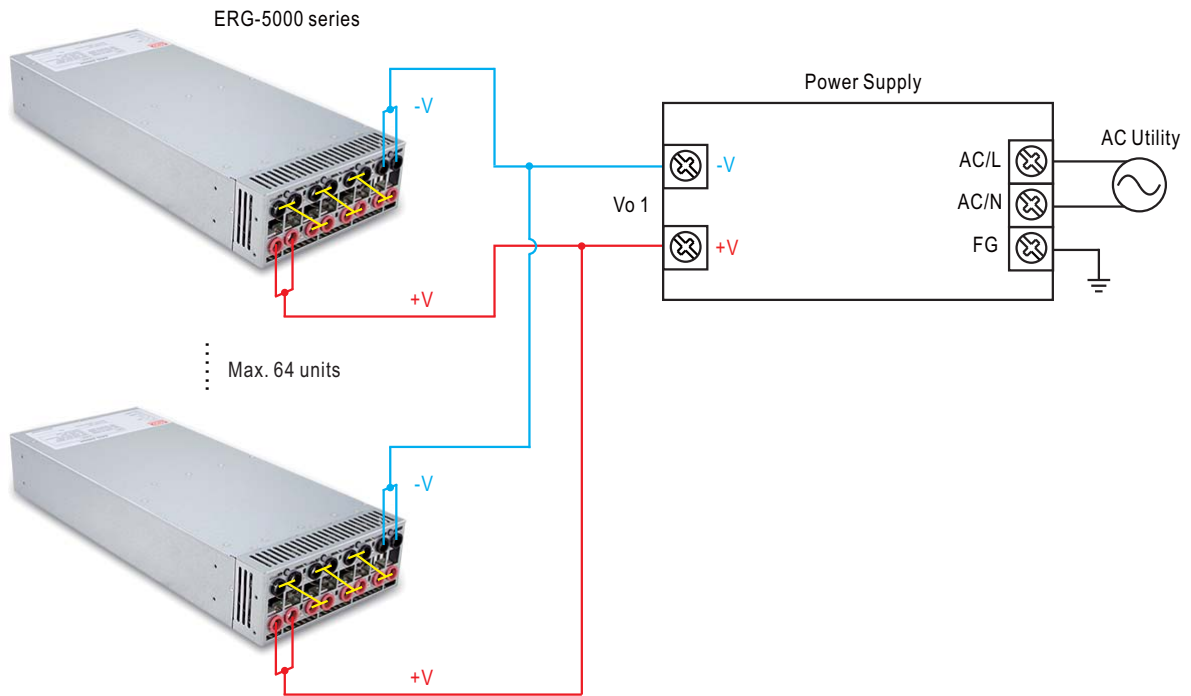 ERG-5000 series
-V
+V
Max. 64 units
-V
+V
Power Supply
-V
Vo 1
+V
AC/L
AC/N
FG
AC Utility